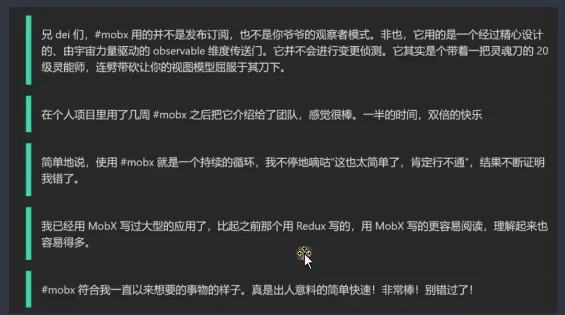 兄 dei 们，#mobx 用的并不是发布订阅，也不是你爷爷的观察者模式。非也，它用的是一个经过精心设计
的、由宇宙力量驱动的 observable 维度传送门。它并不会进行变更侦测。它其实是个带着一把灵魂刀的 20
级灵能师，连劈带砍让你的视图模型屈服于其刀下。
在个人项目里用了几周 #mobx 之后把它介绍给了团队，感觉很棒。一半的时间，双倍的快乐
简单地说，使用 #mobx 就是一个持续的循环，我不停地嘀咕“这也太简单了，肯定行不通”，结果不断证明
我错了。
我已经用 MobX 写过大型的应用了，比起之前那个用 Redux 写的，用 MobX 写的更容易阅读，理解起来也
容易得多。
#mobx 符合我一直以来想要的事物的样子。真是出人意料的简单快速！非常棒！别错过了！